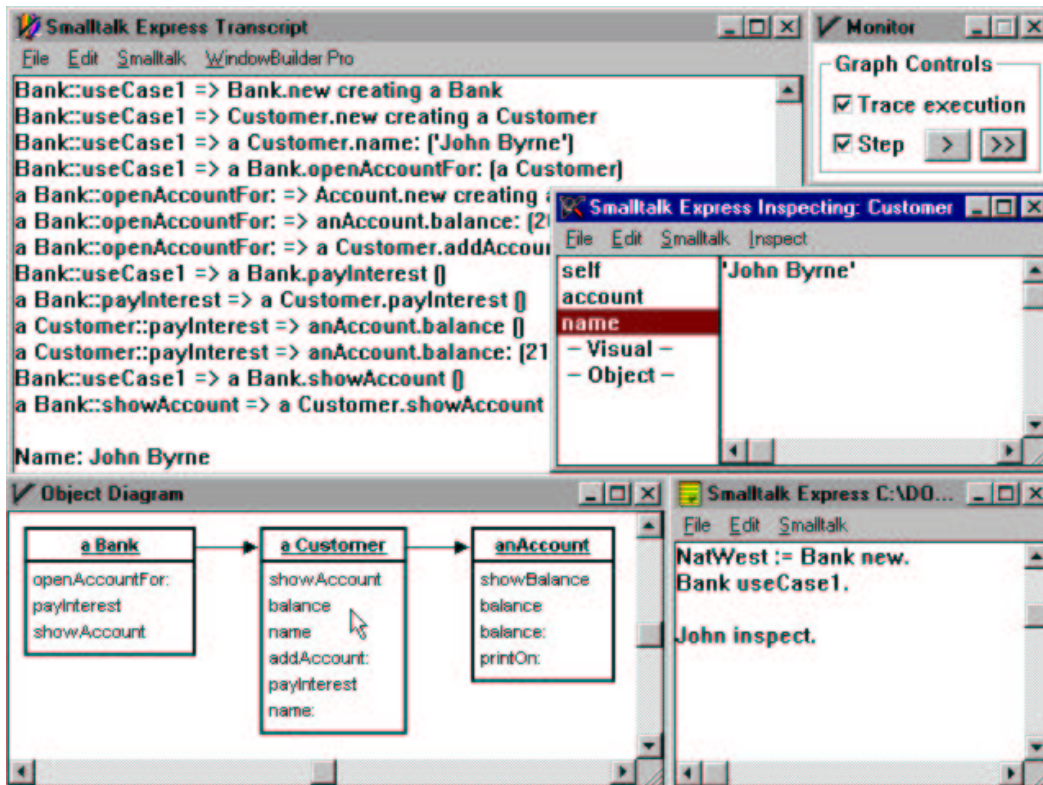 Smalltalk Express Transcript
File Edit Smalltalk WindowBuilder Pro
Bank::useCase1 => Bank.new creating a Bank
Bank::useCase1 => Customer.new creating a Customer
Bank::useCase1 => a Customer.name: ('John Byrne')
Bank::useCase1 => a Bank.openAccountFor: (a Customer)
a Bank::openAccountFor: => Account.new creating
a Bank::openAccountFor: => anAccount.balance: (2
a Bank::openAccountFor: => a Customer.addAccour
Bank::useCase1 => a Bank.payInterest ()
a Bank::payInterest => a Customer.payInterest ()
a Customer::payInterest => anAccount.balance ()
a Customer::payInterest => anAccount.balance: (21
Bank::useCase1 => a Bank.showAccount ()
a Bank::showAccount => a Customer.showAccount
Name: John Byrne
Monitor
Graph Controls
Trace execution
Step > >>
Smalltalk Express Inspecting: Customer
File Edit Smalltalk Inspect
self
account
name
– Visual –
– Object –
'John Byrne'
Object Diagram
a Bank
openAccountFor:
payInterest
showAccount
a Customer
showAccount
balance
name
addAccount:
payInterest
name:
anAccount
showBalance
balance
balance:
printOn:
Smalltalk Express C:\DO...
File Edit Smalltalk
NatWest := Bank new.
Bank useCase1.
John inspect.